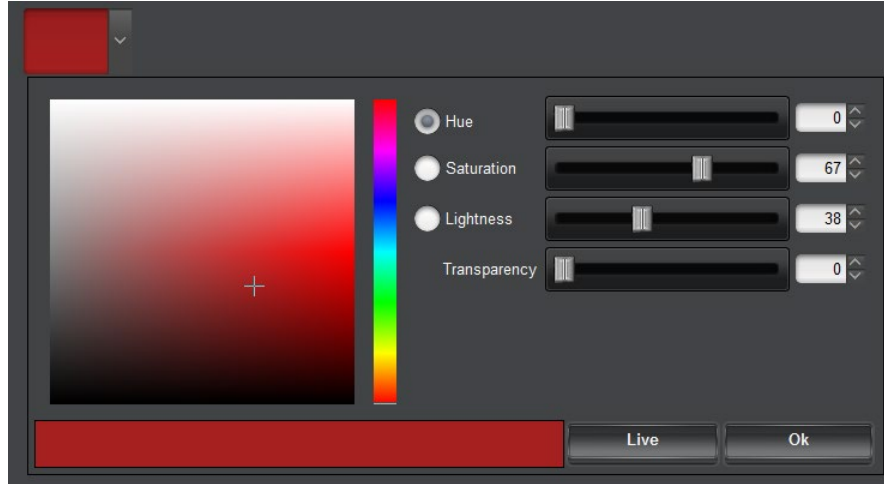 Hue 0
Saturation 67
Lightness 38
Transparency 0
Live Ok